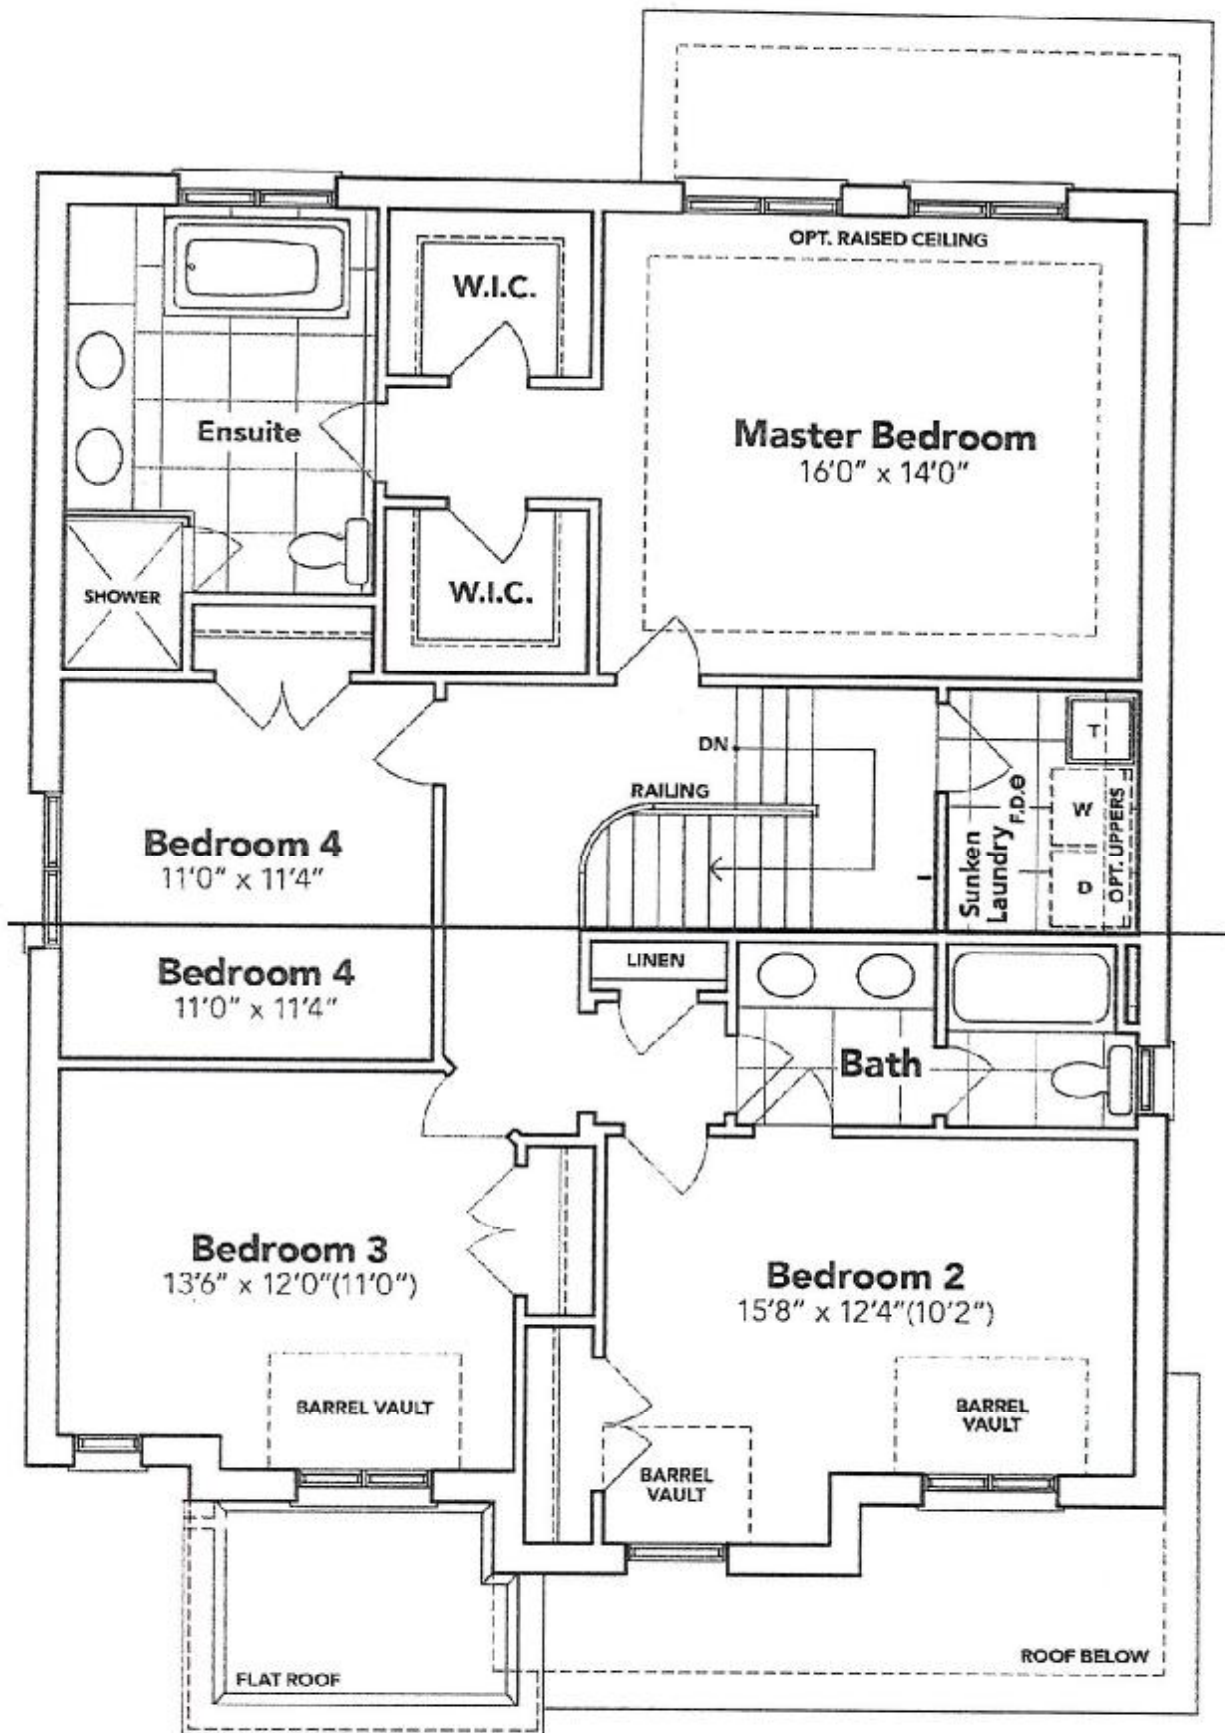 OPT. RAISED CEILING
W.I.C.
Ensuite
Master Bedroom
16'0" x 14'0"
W.I.C.
SHOWER
DN
T
RAILING
F.D.
W
OPT. UPPERS
Sunken
Laundry
D
Bedroom 4
11'0" x 11'4"
Bedroom 4
11'0" x 11'4"
LINEN
Bath
Bedroom 3
13'6" x 12'0"(11'0")
Bedroom 2
15'8" x 12'4"(10'2")
BARREL VAULT
BARREL
VAULT
BARREL
VAULT
FLAT ROOF
ROOF BELOW